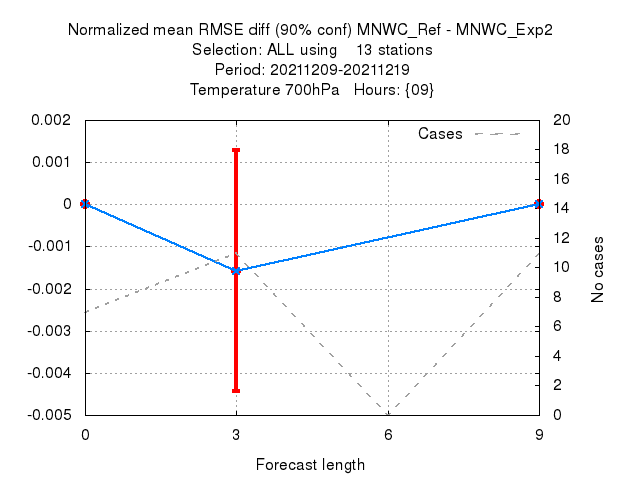 Normalized mean RMSE diff (90% conf) MNWC_Ref - MNWC_Exp2
Selection: ALL using    13 stations
Period: 20211209-20211219
Temperature 700hPa   Hours: {09}
Cases
0.002
0.001
0
-0.001
-0.002
-0.003
-0.004
-0.005
20
18
16
14
12
10
8
6
4
2
0
No cases
0 3 6 9
Forecast length